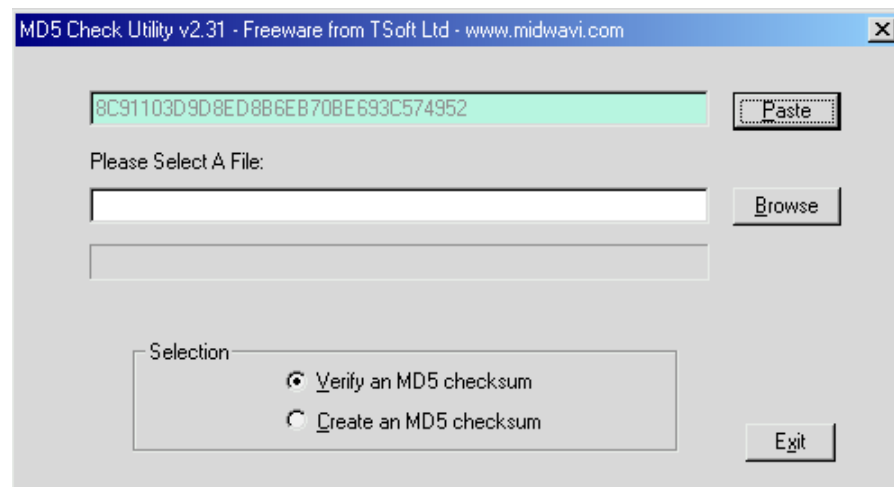 MD5 Check Utility v2.31 - Freeware from TSoft Ltd - www.midwavi.com
8C91103D9D8ED8B6EB70BE693C574952
Paste
Please Select A File:
Browse
Selection
Verify an MD5 checksum
Create an MD5 checksum
Exit